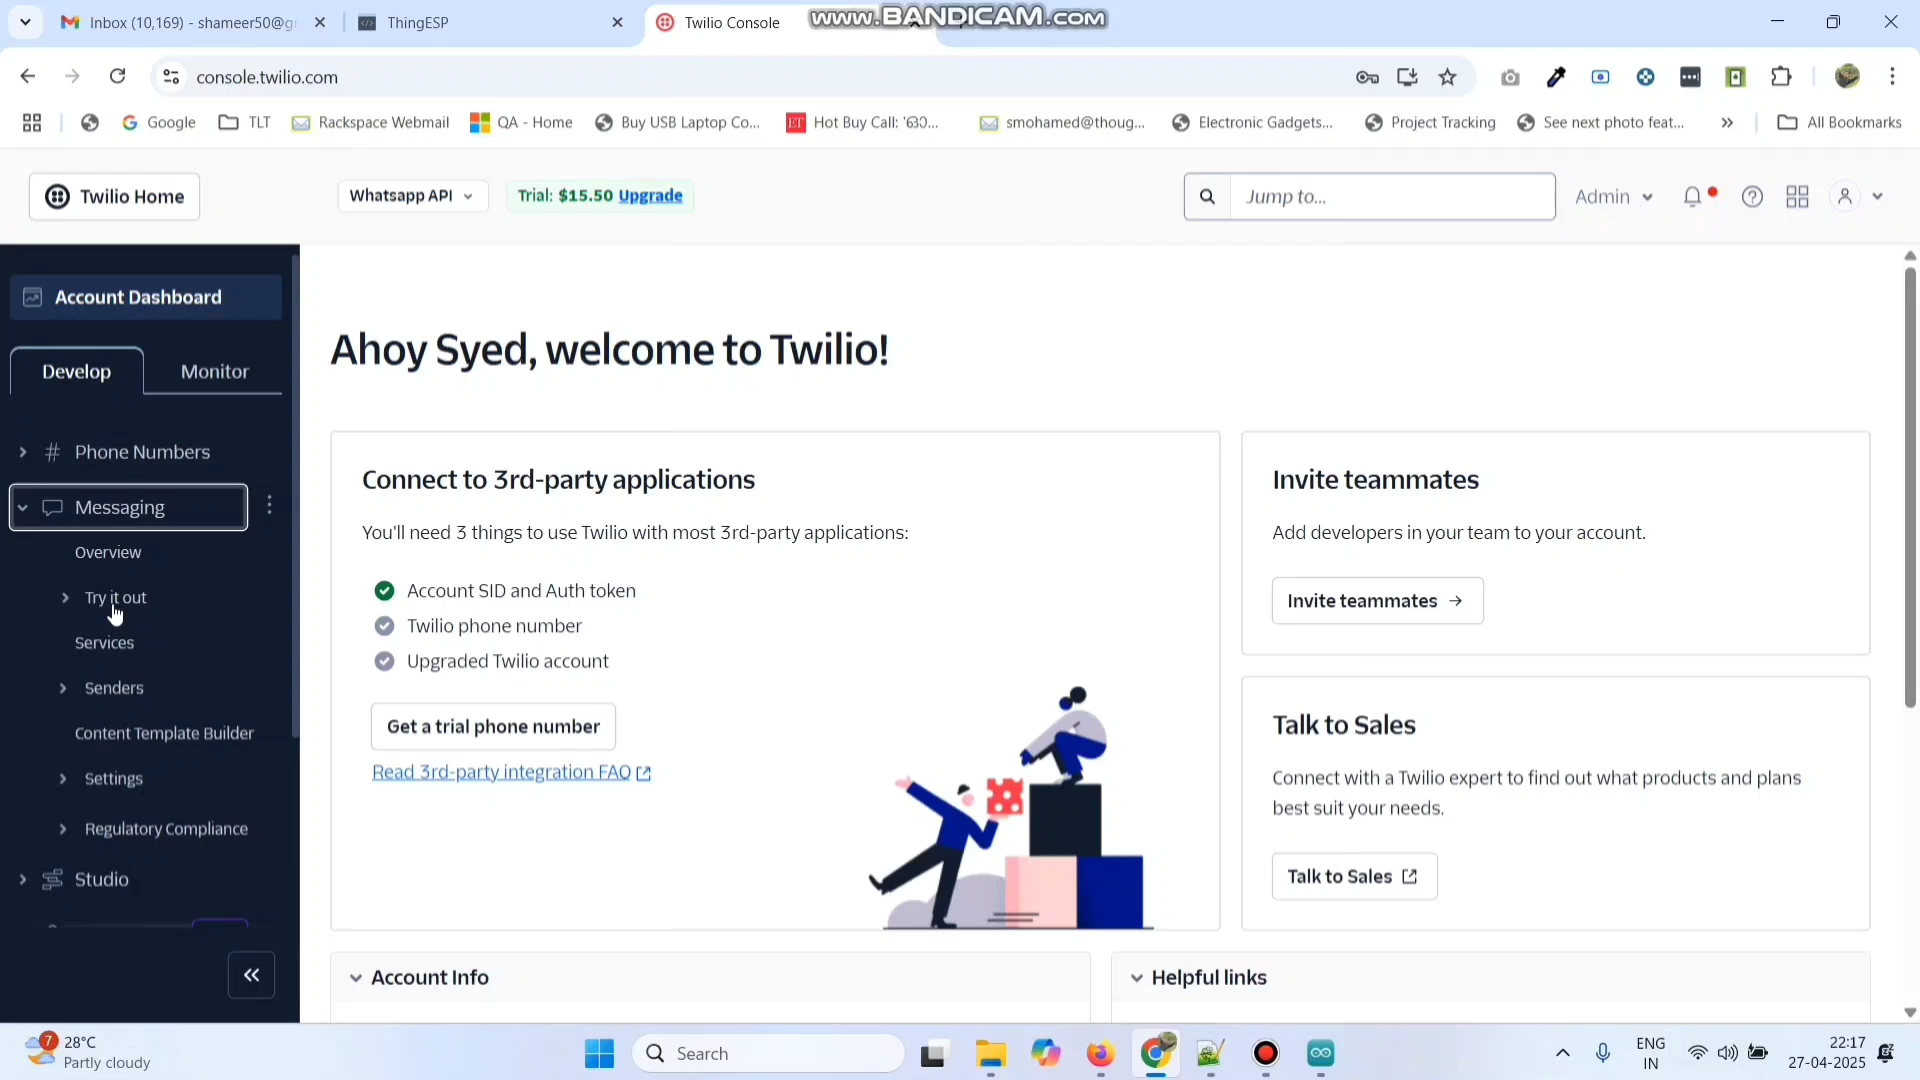 Inbox (10,169) - shameer50@g
ThingESP
Twilio Console
www.BANDICAM.com
console.twilio.com
Google
TLT
Rackspace Webmail
QA - Home
Buy USB Laptop Co...
Hot Buy Call: '630...
smohamed@thoug...
Electronic Gadgets...
Project Tracking
See next photo feat...
All Bookmarks
Twilio Home
Whatsapp API
Trial: $15.50 Upgrade
Jump to...
Admin
Account Dashboard
Develop
Monitor
Phone Numbers
Messaging
Overview
Try it out
Services
Senders
Content Template Builder
Settings
Regulatory Compliance
Studio
Ahoy Syed, welcome to Twilio!
Connect to 3rd-party applications
You'll need 3 things to use Twilio with most 3rd-party applications:
Account SID and Auth token
Twilio phone number
Upgraded Twilio account
Get a trial phone number
Read 3rd-party integration FAQ
Invite teammates
Add developers in your team to your account.
Invite teammates →
Talk to Sales
Connect with a Twilio expert to find out what products and plans
best suit your needs.
Talk to Sales
Account Info
Helpful links
7
28°C
Partly cloudy
Search
ENG
IN
22:17
27-04-2025